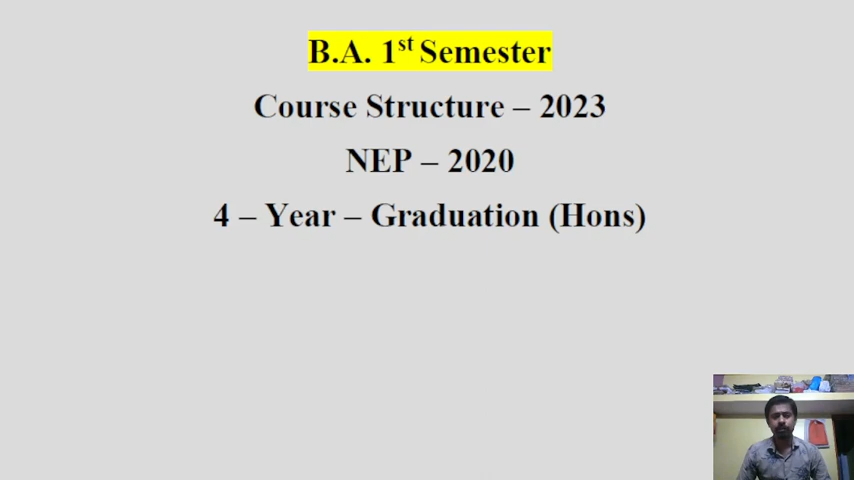 B.A. 1st Semester
Course Structure – 2023
NEP – 2020
4 – Year – Graduation (Hons)